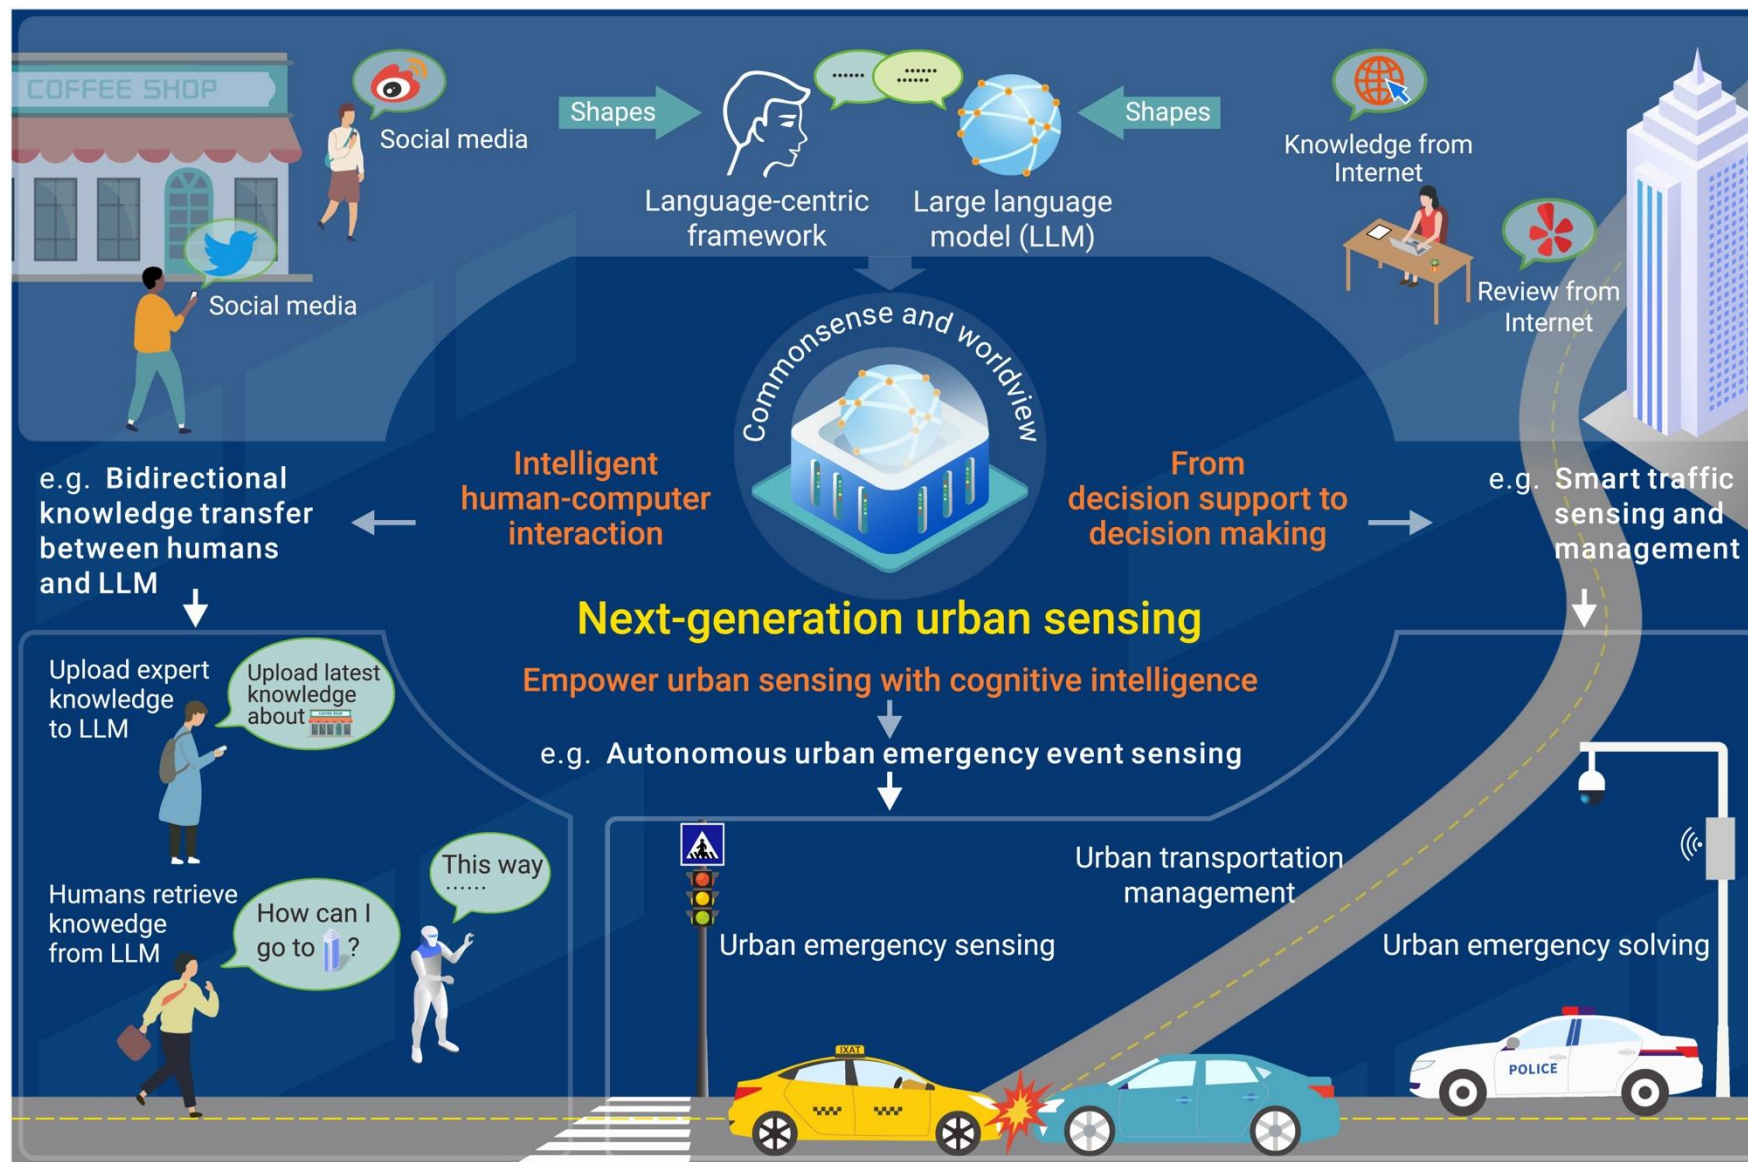 COFFEE SHOP
Social media
Social media
Shapes
Language-centric
framework
Large language
model (LLM)
Shapes
Knowledge from
Internet
Review from
Internet
Commonsense and worldview
e.g. Bidirectional
knowledge transfer
between humans
and LLM
Intelligent
human-computer
interaction
From
decision support to
decision making
e.g. Smart traffic
sensing and
management
Next-generation urban sensing
Empower urban sensing with cognitive intelligence
e.g. Autonomous urban emergency event sensing
Upload expert
knowledge
to LLM
Upload latest
knowledge
about
COFFEE SHOP
Humans retrieve
knowedge
from LLM
How can I
go to ?
This way
......
Urban emergency sensing
Urban transportation
management
Urban emergency solving
IXAT
POLICE